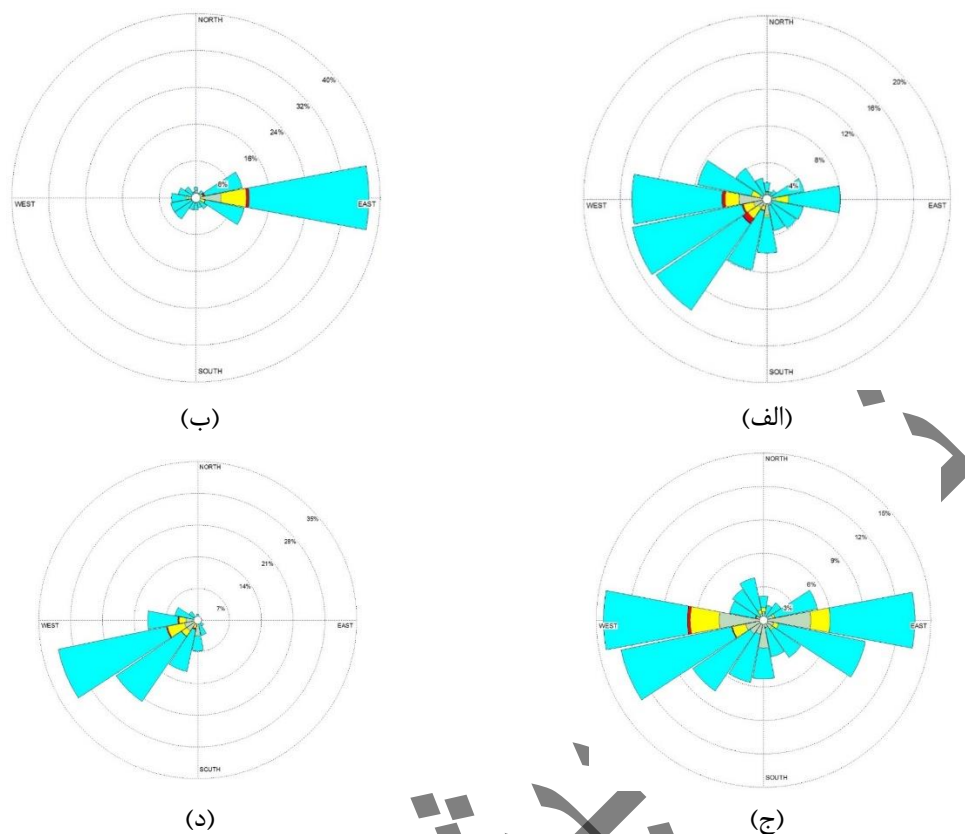 NORTH
20%
16%
12%
8%
4%
WEST
EAST
SOUTH
(الف)
NORTH
40%
32%
24%
16%
8%
WEST
EAST
SOUTH
(ب)
NORTH
15%
12%
9%
6%
3%
WEST
EAST
SOUTH
(ج)
NORTH
35%
28%
21%
14%
7%
WEST
EAST
SOUTH
(د)